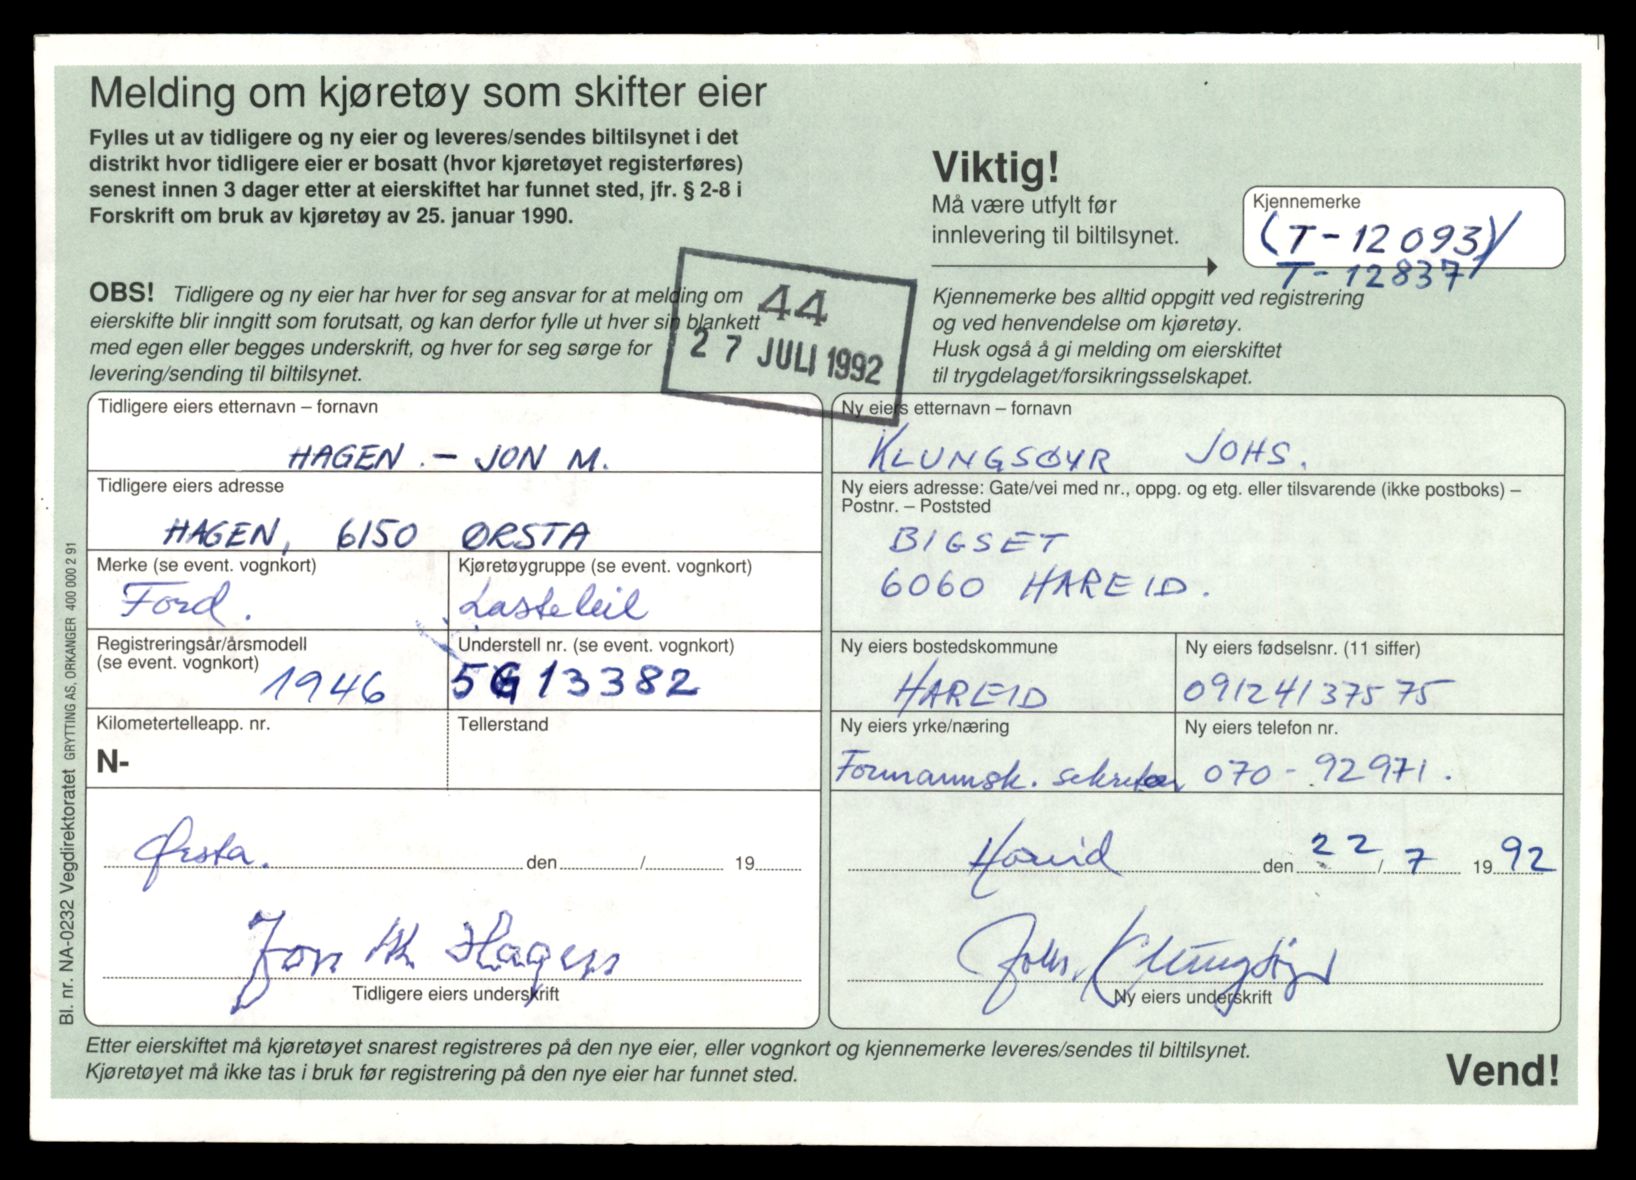 Melding om kjøretøy som skifter eier
Fylles ut av tidligere og ny eier og leveres/sendes biltilsynet i det
distrikt hvor tidligere eier er bosatt (hvor kjøretøyet registerføres)
senest innen 3 dager etter at eierskiftet har funnet sted, jfr. § 2-8 i
Forskrift om bruk av kjøretøy av 25. januar 1990.
Viktig!
Må være utfylt før
innlevering til biltilsynet.
Kjennemerke
(T-12093)
T-12837
OBS! Tidligere og ny eier har hver for seg ansvar for at melding om
eierskifte blir inngitt som forutsatt, og kan derfor fylle ut hver sin blankett
med egen eller begges underskrift, og hver for seg sørge for
levering/sending til biltilsynet.
44
27 JULI 1992
Kjennemerke bes alltid oppgitt ved registrering
og ved henvendelse om kjøretøy.
Husk også å gi melding om eierskiftet
til trygdelaget/forsikringsselskapet.
Tidligere eiers etternavn – fornavn
HAGEN. – JON M.
Tidligere eiers adresse
HAGEN, 6150 ØRSTA
Merke (se event. vognkort)
Ford.
Kjøretøygruppe (se event. vognkort)
Lastebil
Registreringsår/årsmodell
(se event. vognkort)
1946
Understell nr. (se event. vognkort)
5G13382
Kilometertelleapp. nr.
N-
Tellerstand
Ørsta. den / 19
Jon M. Hagen
Tidligere eiers underskrift
Ny eiers etternavn – fornavn
KLUNGSØYR JOHS.
Ny eiers adresse: Gate/vei med nr., oppg. og etg. eller tilsvarende (ikke postboks) –
Postnr. – Poststed
BIGSET
6060 HAREID.
Ny eiers bostedskommune
HAREID
Ny eiers fødselsnr. (11 siffer)
09124137575
Ny eiers yrke/næring
Formannsk. sekretær
Ny eiers telefon nr.
070-92971.
Hareid den 22/7 1992
Johs. Klungsøyr
Ny eiers underskrift
Etter eierskiftet må kjøretøyet snarest registreres på den nye eier, eller vognkort og kjennemerke leveres/sendes til biltilsynet.
Kjøretøyet må ikke tas i bruk før registrering på den nye eier har funnet sted.
Vend!
Bl. nr. NA-0232 Vegdirektoratet GRYTTING AS, ORKANGER 400 000 2 91